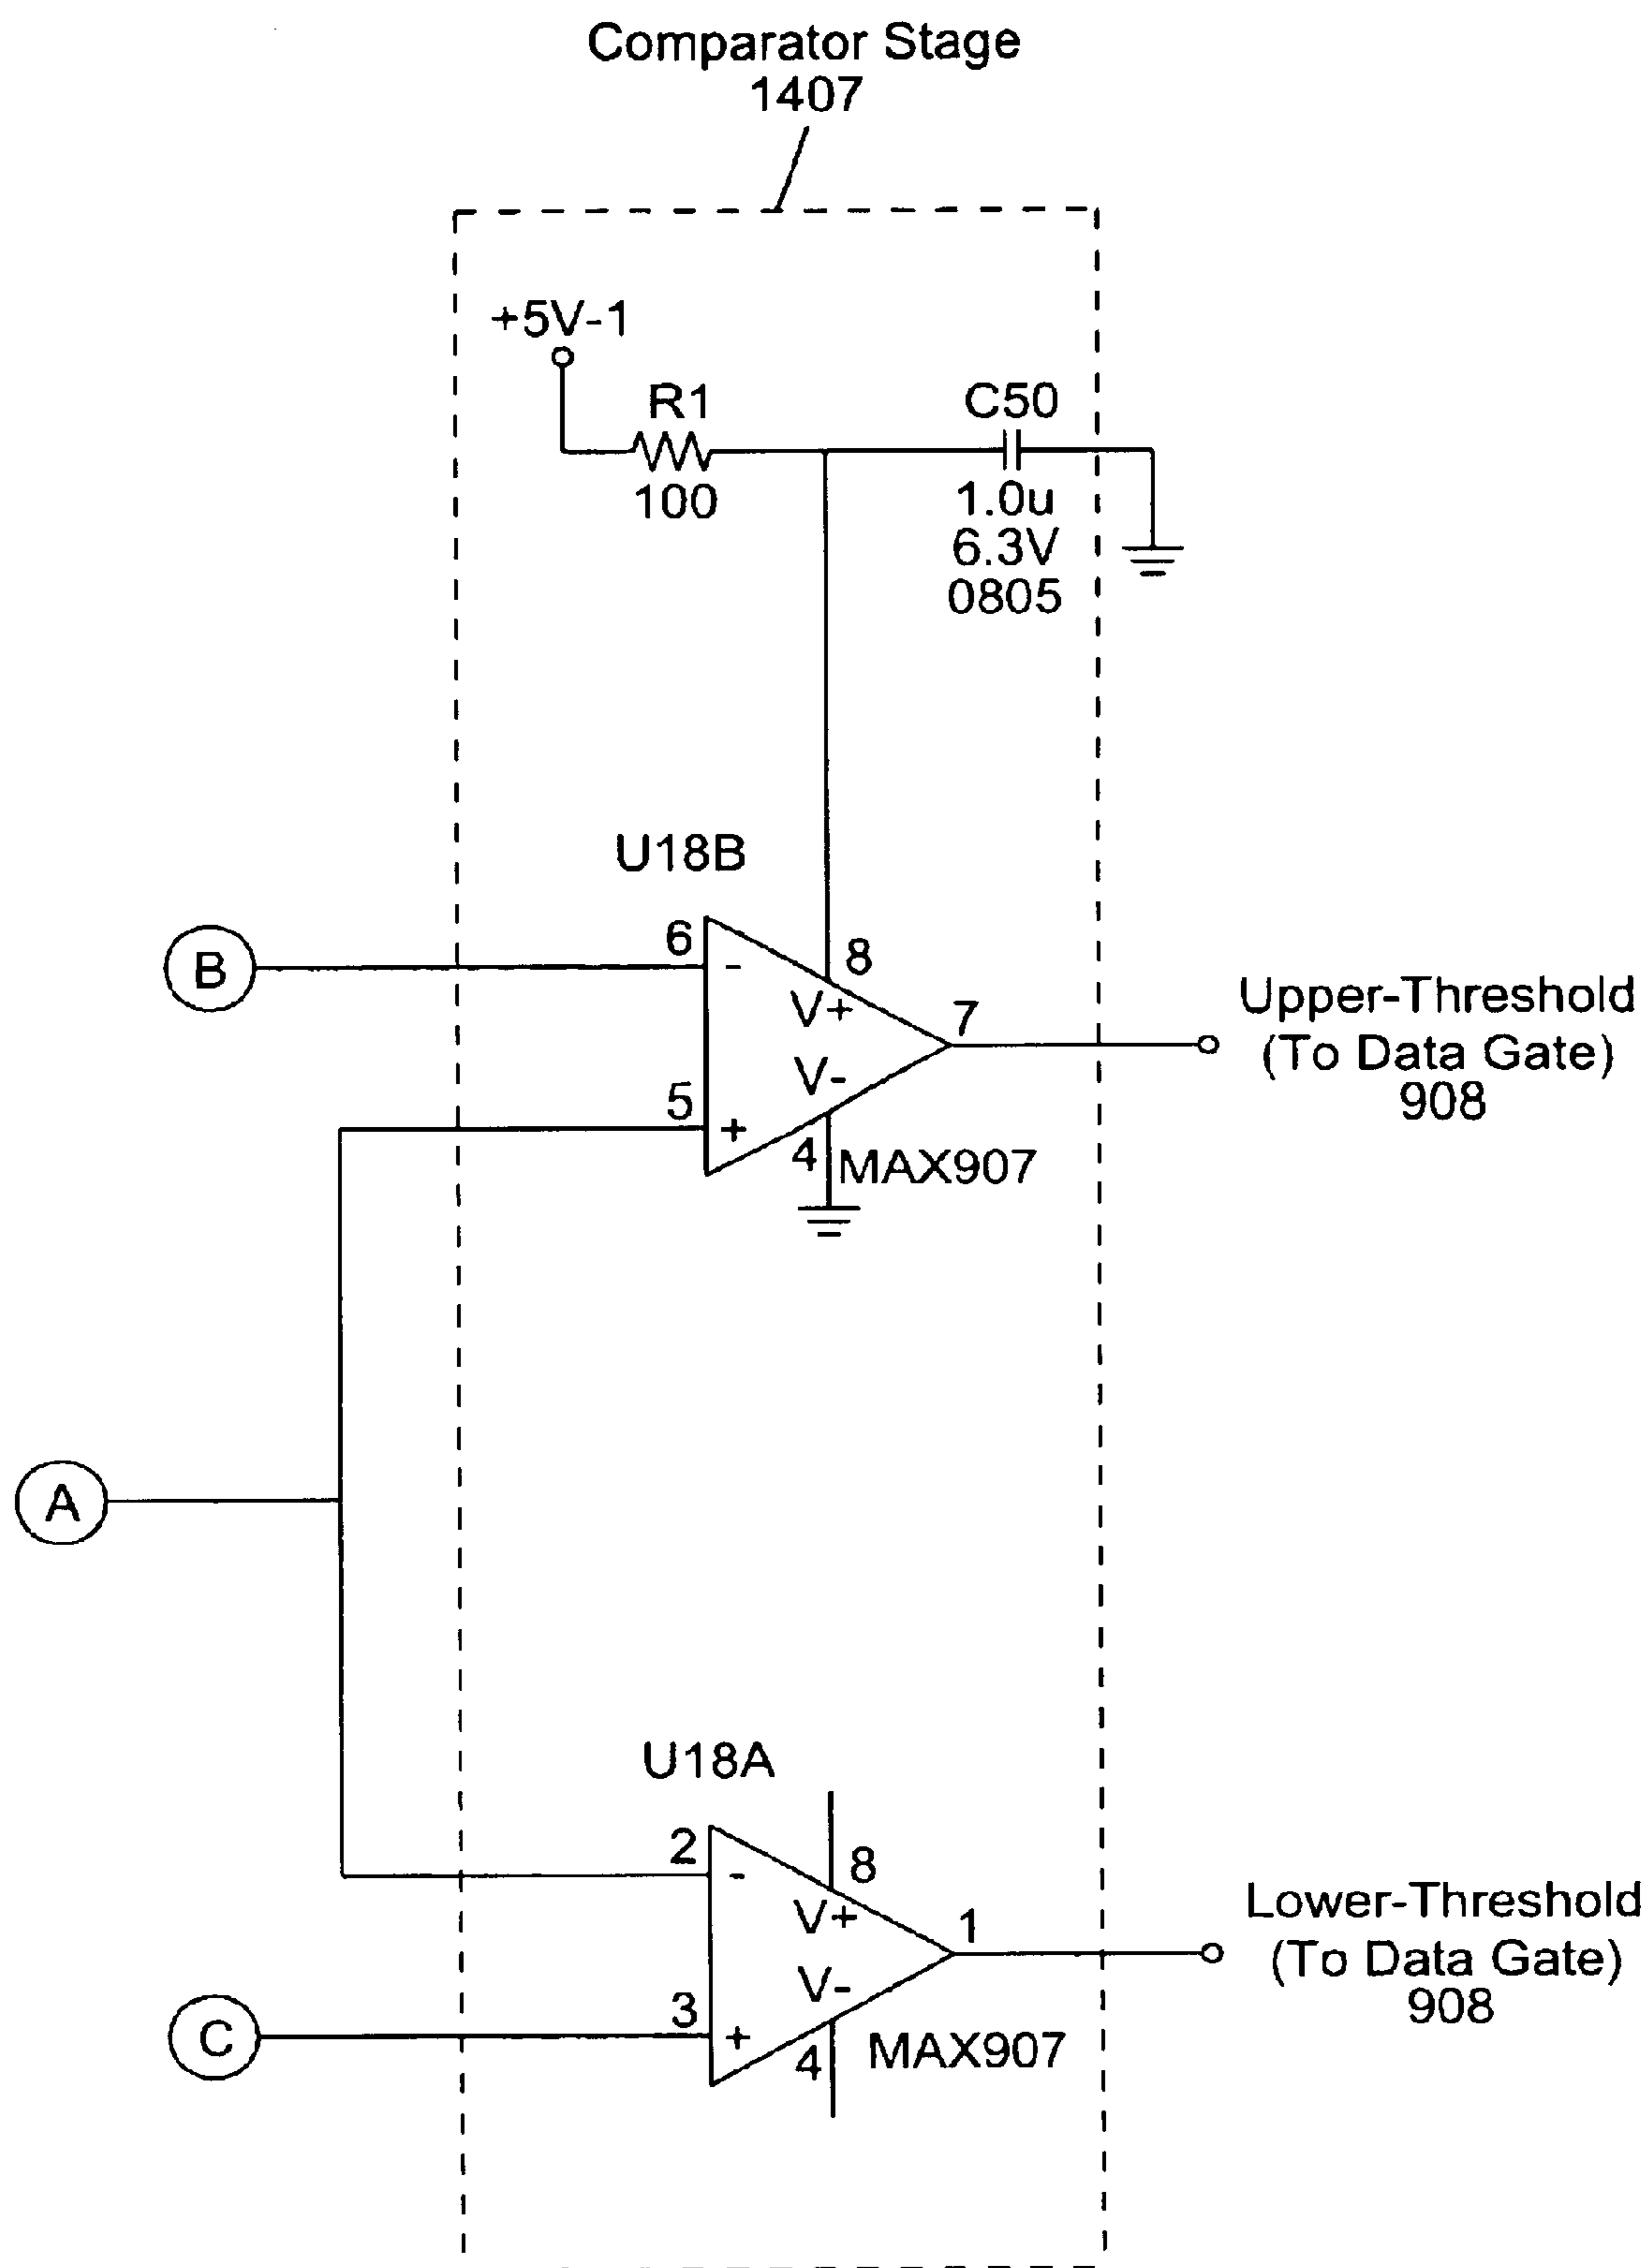 Comparator Stage
1407
+5V-1
R1
100
C50
1.0u
6.3V
0805
U18B
B
6
-
8
V+
7
V-
5
+
4
MAX907
Upper-Threshold
(To Data Gate)
908
A
U18A
2
-
8
V+
1
V-
3
+
4
MAX907
C
Lower-Threshold
(To Data Gate)
908